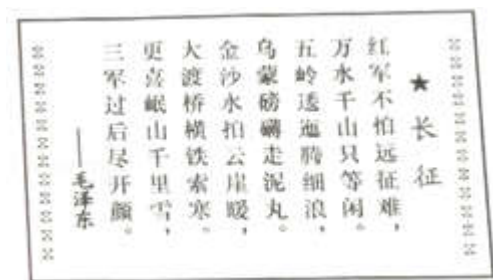 ★长征
红军不怕远征难，
万水千山只等闲。
五岭逶迤腾细浪，
乌蒙磅礴走泥丸。
金沙水拍云崖暖，
大渡桥横铁索寒。
更喜岷山千里雪，
三军过后尽开颜。
——毛泽东